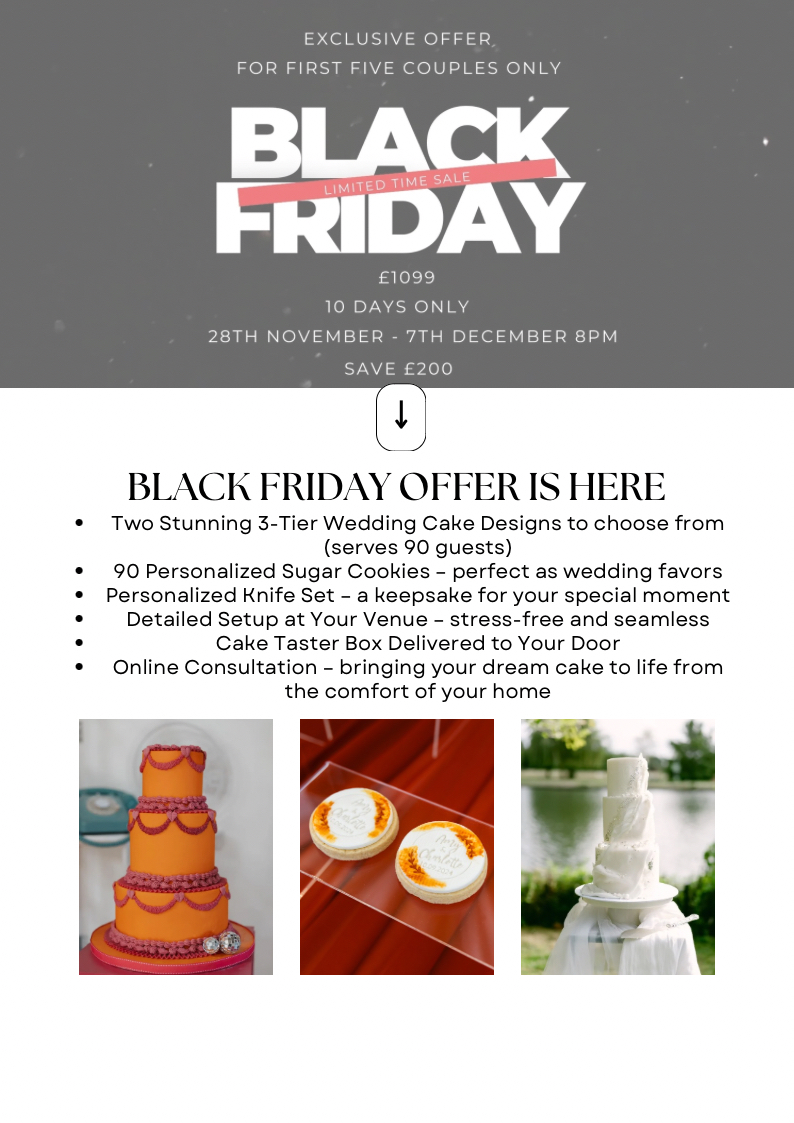 EXCLUSIVE OFFER
FOR FIRST FIVE COUPLES ONLY
BLACK
LIMITED TIME SALE
FRIDAY
£1099
10 DAYS ONLY
28TH NOVEMBER - 7TH DECEMBER 8PM
SAVE £200
BLACK FRIDAY OFFER IS HERE
• Two Stunning 3-Tier Wedding Cake Designs to choose from
(serves 90 guests)
• 90 Personalized Sugar Cookies – perfect as wedding favors
• Personalized Knife Set – a keepsake for your special moment
• Detailed Setup at Your Venue – stress-free and seamless
• Cake Taster Box Delivered to Your Door
• Online Consultation – bringing your dream cake to life from
the comfort of your home
Charlotte